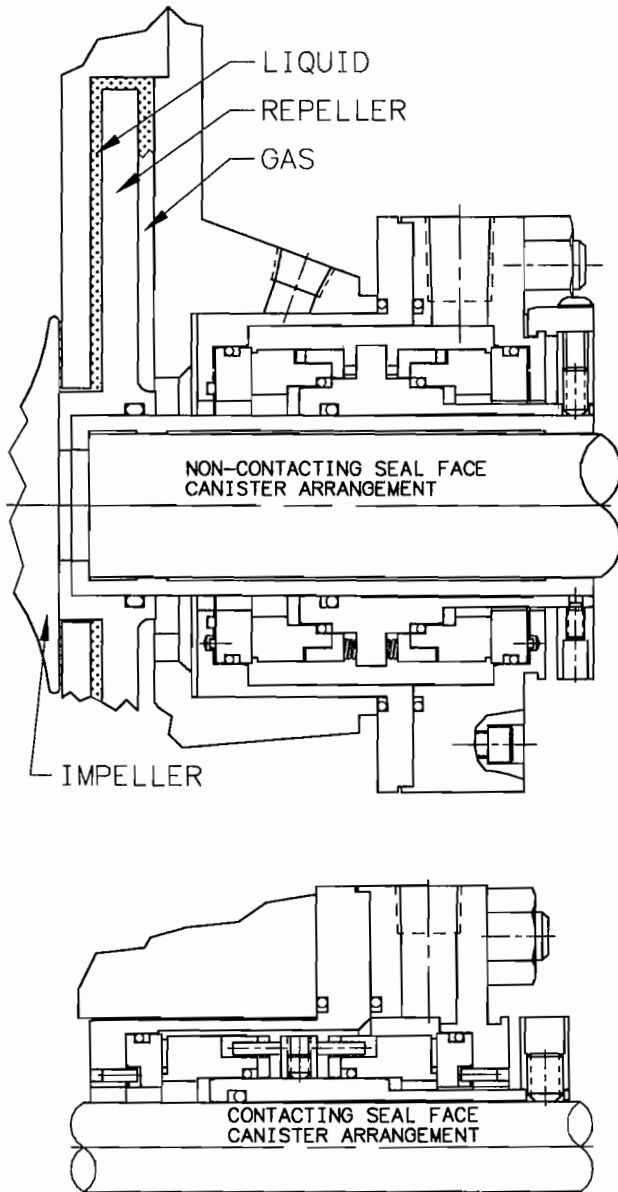 LIQUID
REPELLER
GAS
NON-CONTACTING SEAL FACE
CANISTER ARRANGEMENT
IMPELLER
CONTACTING SEAL FACE
CANISTER ARRANGEMENT